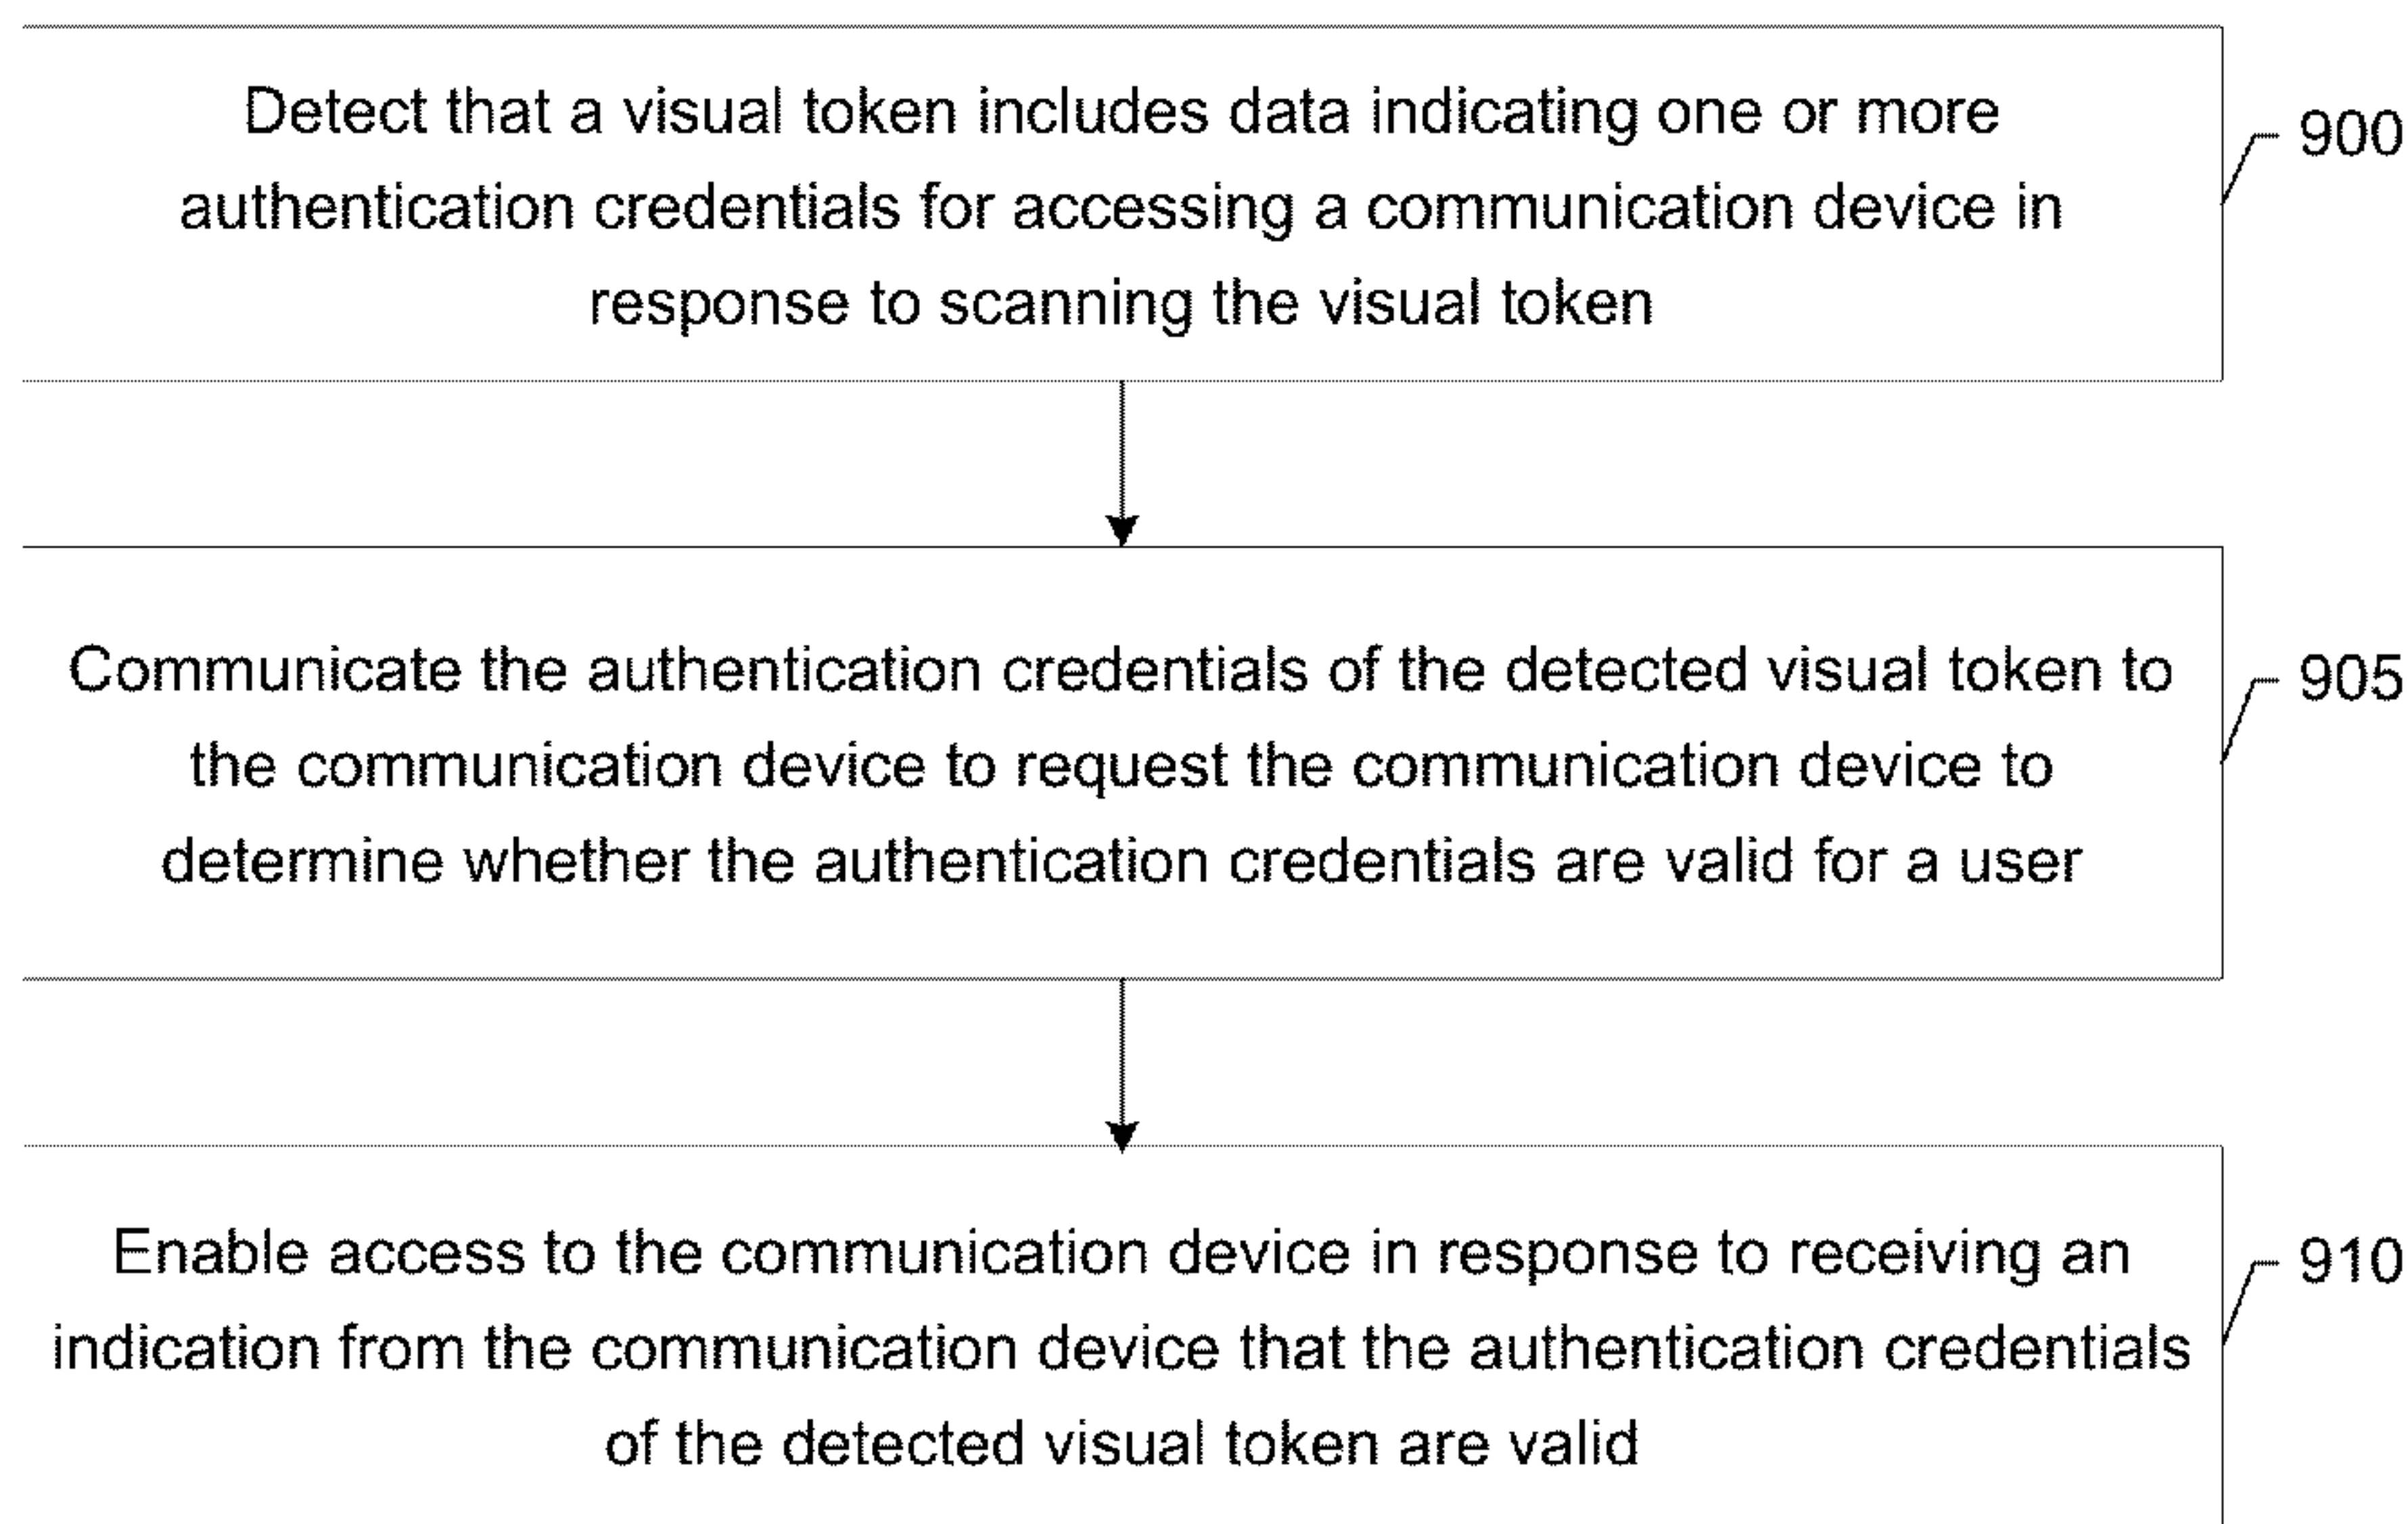 Detect that a visual token includes data indicating one or more
authentication credentials for accessing a communication device in
response to scanning the visual token
900
Communicate the authentication credentials of the detected visual token to
the communication device to request the communication device to
determine whether the authentication credentials are valid for a user
905
Enable access to the communication device in response to receiving an
indication from the communication device that the authentication credentials
of the detected visual token are valid
910